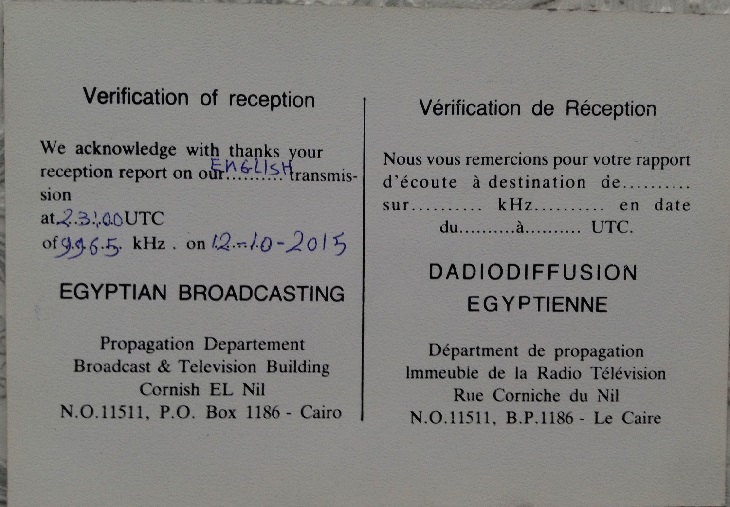 Verification of reception
We acknowledge with thanks your
reception report on our ENGLISH transmis-
sion
at 23:00 UTC
of 9965 kHz . on 12-10-2015
EGYPTIAN BROADCASTING
Propagation Departement
Broadcast & Television Building
Cornish EL Nil
N.O.11511, P.O. Box 1186 - Cairo
Vérification de Réception
Nous vous remercions pour votre rapport
d'écoute à destination de..........
sur.......... kHz.......... en date
du..........à.......... UTC.
DADIODIFFUSION
EGYPTIENNE
Départment de propagation
Immeuble de la Radio Télévision
Rue Corniche du Nil
N.O.11511, B.P.1186 - Le Caire